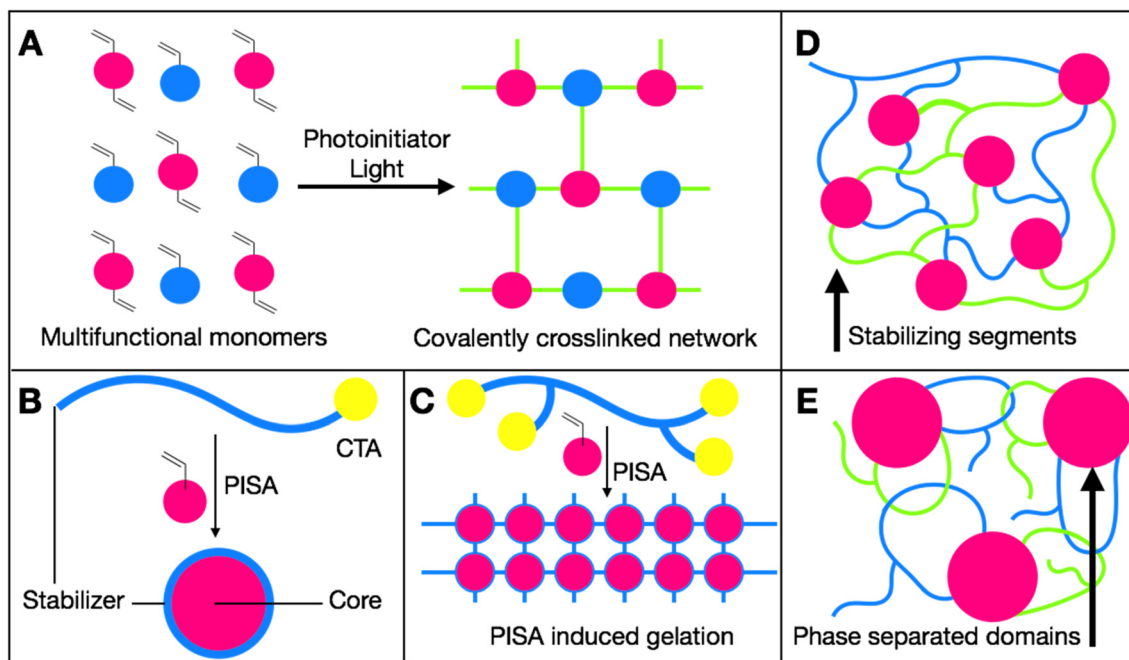 A
Photoinitiator
Light
Multifunctional monomers
Covalently crosslinked network
B
CTA
PISA
Stabilizer
Core
C
PISA
PISA induced gelation
D
Stabilizing segments
E
Phase separated domains